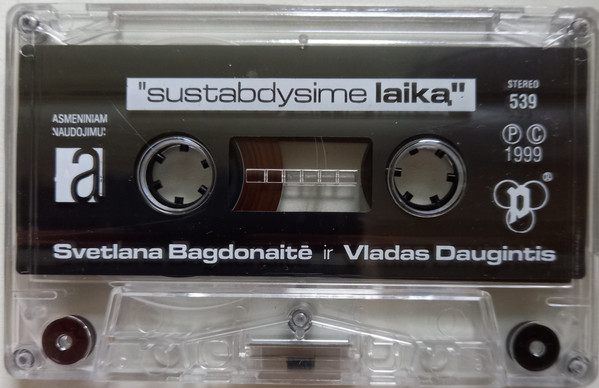 "sustabdysime laiką"
STEREO
539
ASMENINIAM
NAUDOJIMUI
a
Ⓟ Ⓒ
1999
p®
Svetlana Bagdonaitė ir Vladas Daugintis